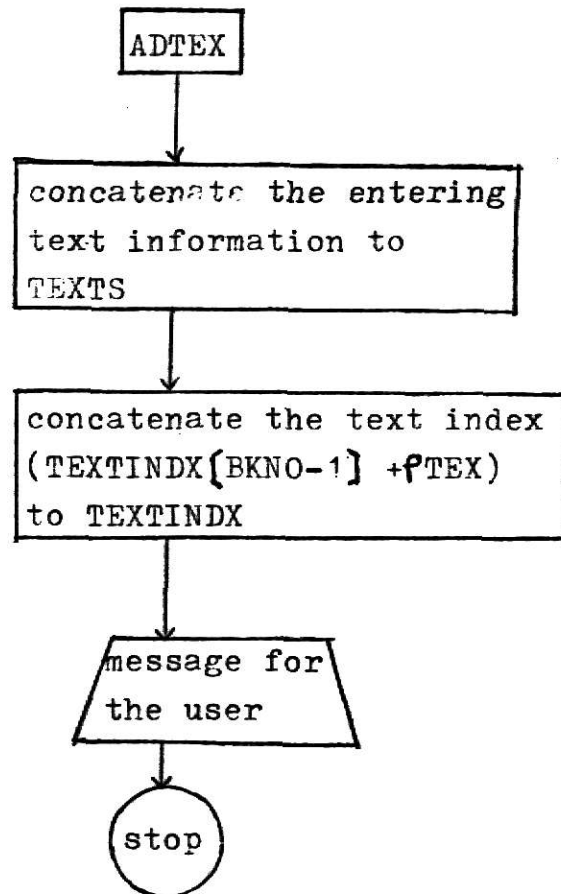 ADTEX
concatenate the entering
text information to
TEXTS
concatenate the text index
(TEXTINDX[BKNO-1] +⍴TEX)
to TEXTINDX
message for
the user
stop